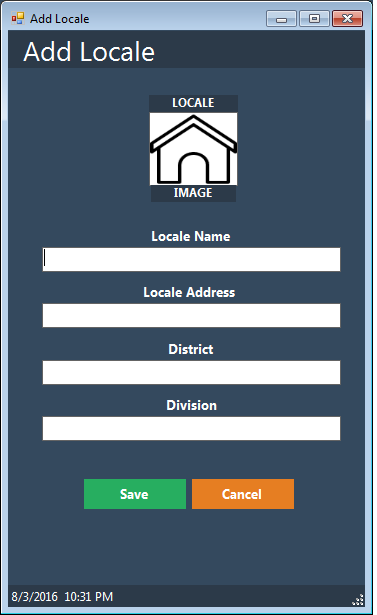 Add Locale
Add Locale
LOCALE
IMAGE
Locale Name
Locale Address
District
Division
Save Cancel
8/3/2016 10:31 PM